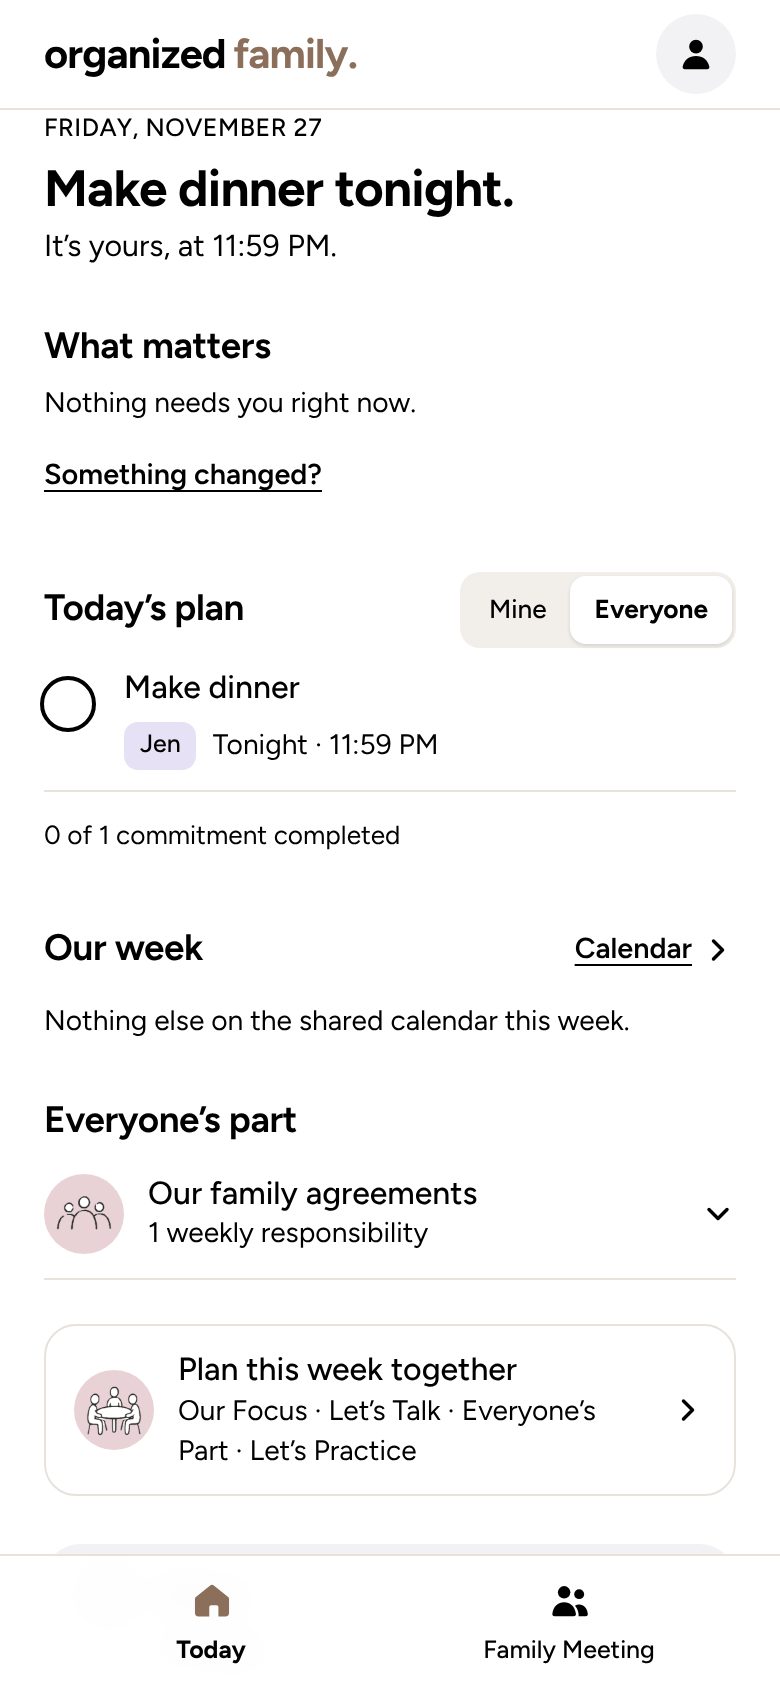 organized family.
FRIDAY, NOVEMBER 27
Make dinner tonight.
It’s yours, at 11:59 PM.
What matters
Nothing needs you right now.
Something changed?
Today’s plan
Mine
Everyone
Make dinner
Jen
Tonight · 11:59 PM
0 of 1 commitment completed
Our week
Calendar
Nothing else on the shared calendar this week.
Everyone’s part
Our family agreements
1 weekly responsibility
Plan this week together
Our Focus · Let’s Talk · Everyone’s
Part · Let’s Practice
Today
Family Meeting